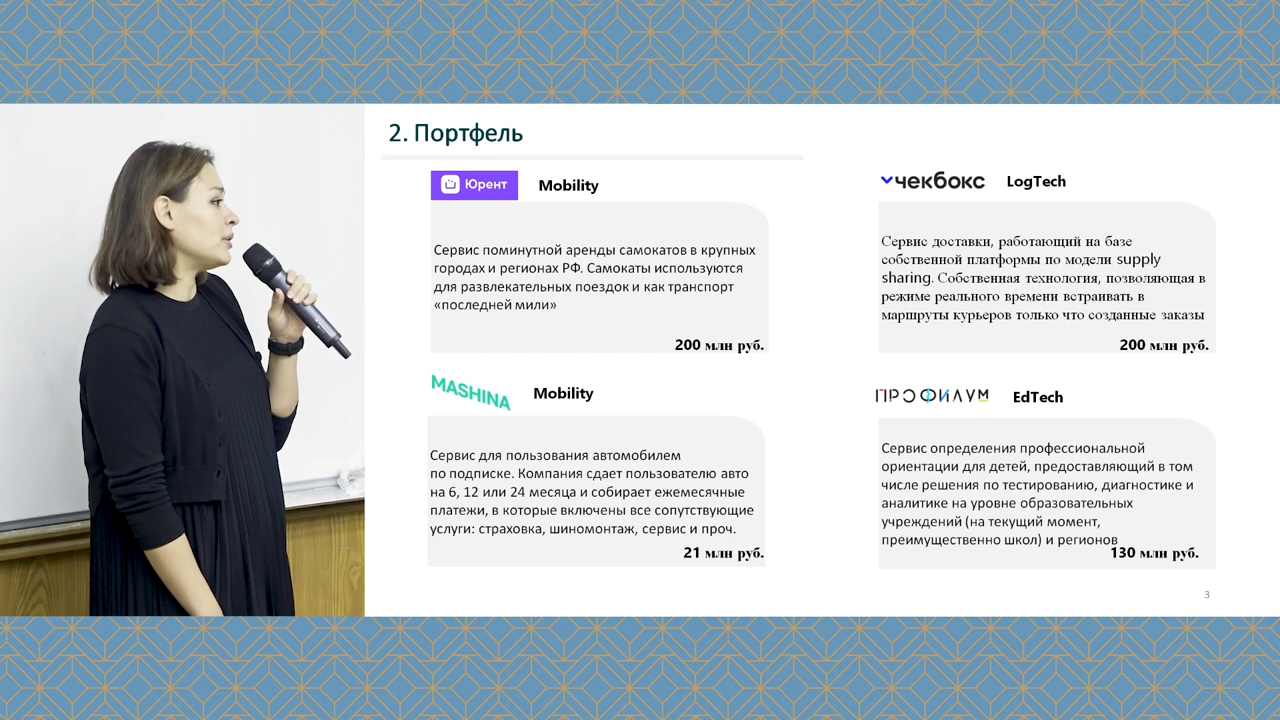 2. Портфель
Юрент
Mobility
Сервис поминутной аренды самокатов в крупных
городах и регионах РФ. Самокаты используются
для развлекательных поездок и как транспорт
«последней мили»
200 млн руб.
чекбокс
LogTech
Сервис доставки, работающий на базе
собственной платформы по модели supply
sharing. Собственная технология, позволяющая в
режиме реального времени встраивать в
маршруты курьеров только что созданные заказы
200 млн руб.
MASHINA
Mobility
Сервис для пользования автомобилем
по подписке. Компания сдает пользователю авто
на 6, 12 или 24 месяца и собирает ежемесячные
платежи, в которые включены все сопутствующие
услуги: страховка, шиномонтаж, сервис и проч.
21 млн руб.
ПРОФИЛУМ
EdTech
Сервис определения профессиональной
ориентации для детей, предоставляющий в том
числе решения по тестированию, диагностике и
аналитике на уровне образовательных
учреждений (на текущий момент,
преимущественно школ) и регионов
130 млн руб.
3